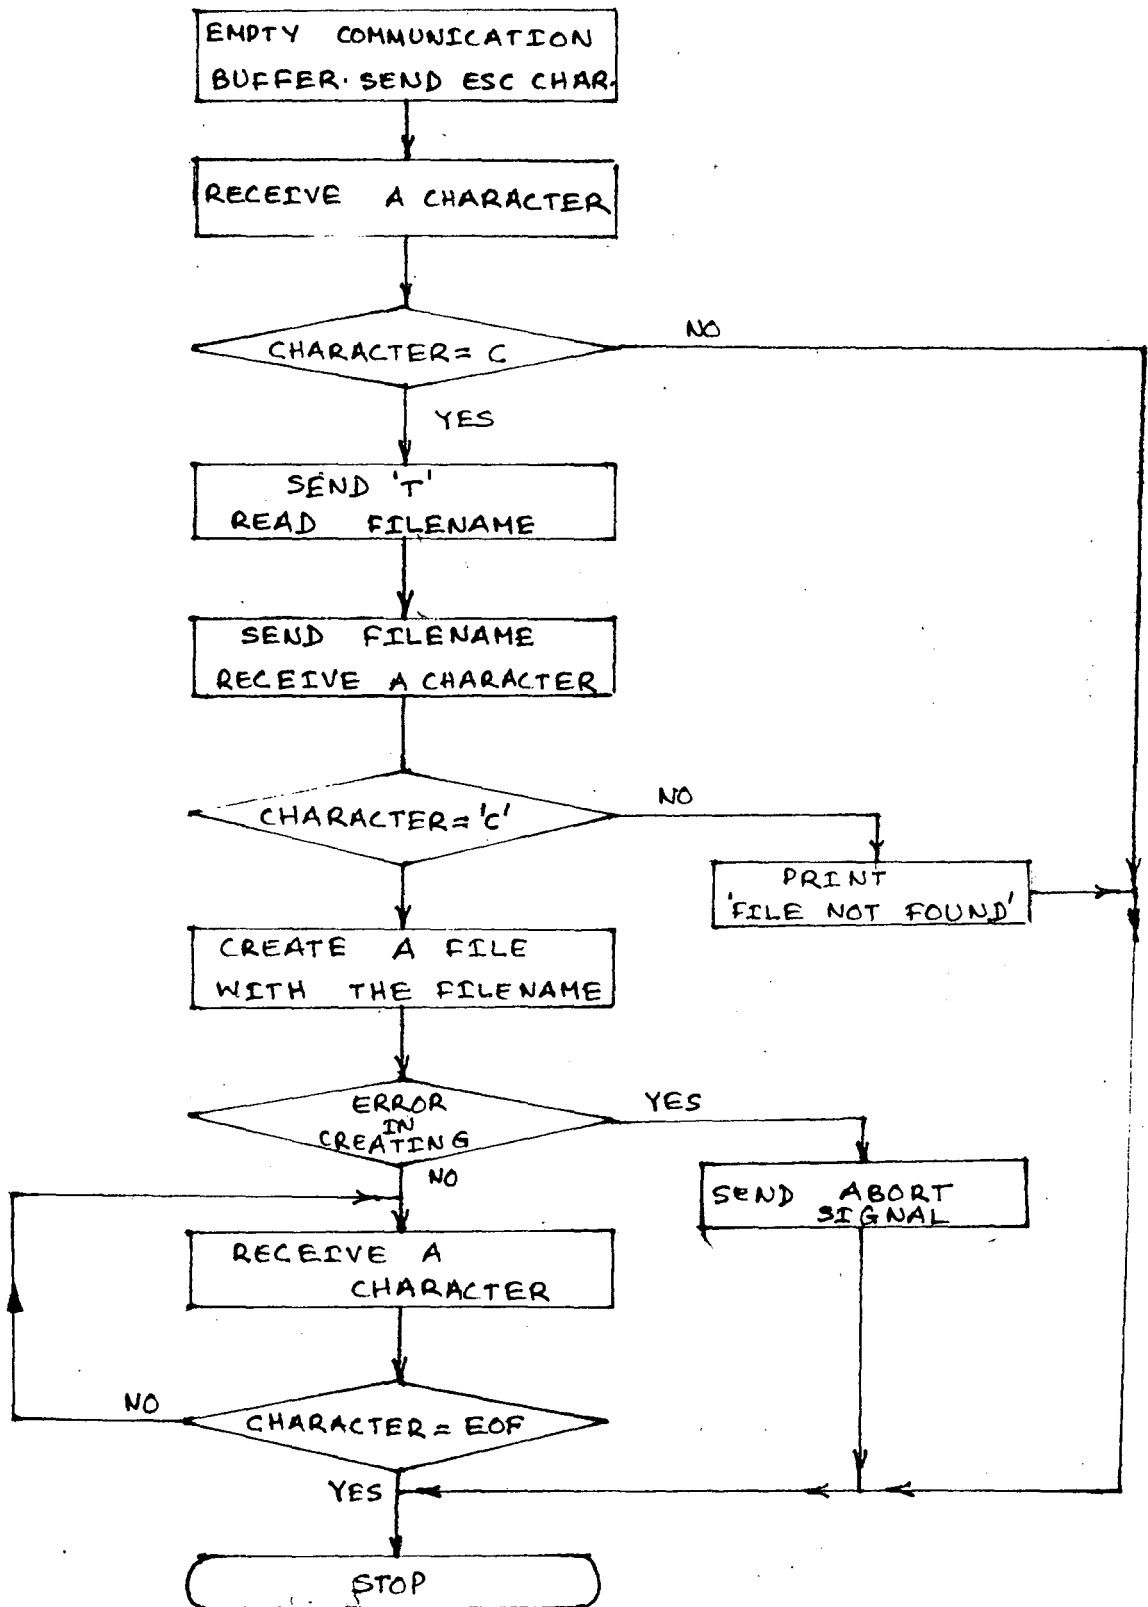 EMPTY COMMUNICATION
BUFFER. SEND ESC CHAR.
RECEIVE A CHARACTER
CHARACTER = C
NO
YES
SEND 'T'
READ FILENAME
SEND FILENAME
RECEIVE A CHARACTER
CHARACTER = 'C'
NO
PRINT
'FILE NOT FOUND'
CREATE A FILE
WITH THE FILENAME
ERROR
IN
CREATING
YES
NO
SEND ABORT
SIGNAL
RECEIVE A
CHARACTER
NO
CHARACTER = EOF
YES
STOP